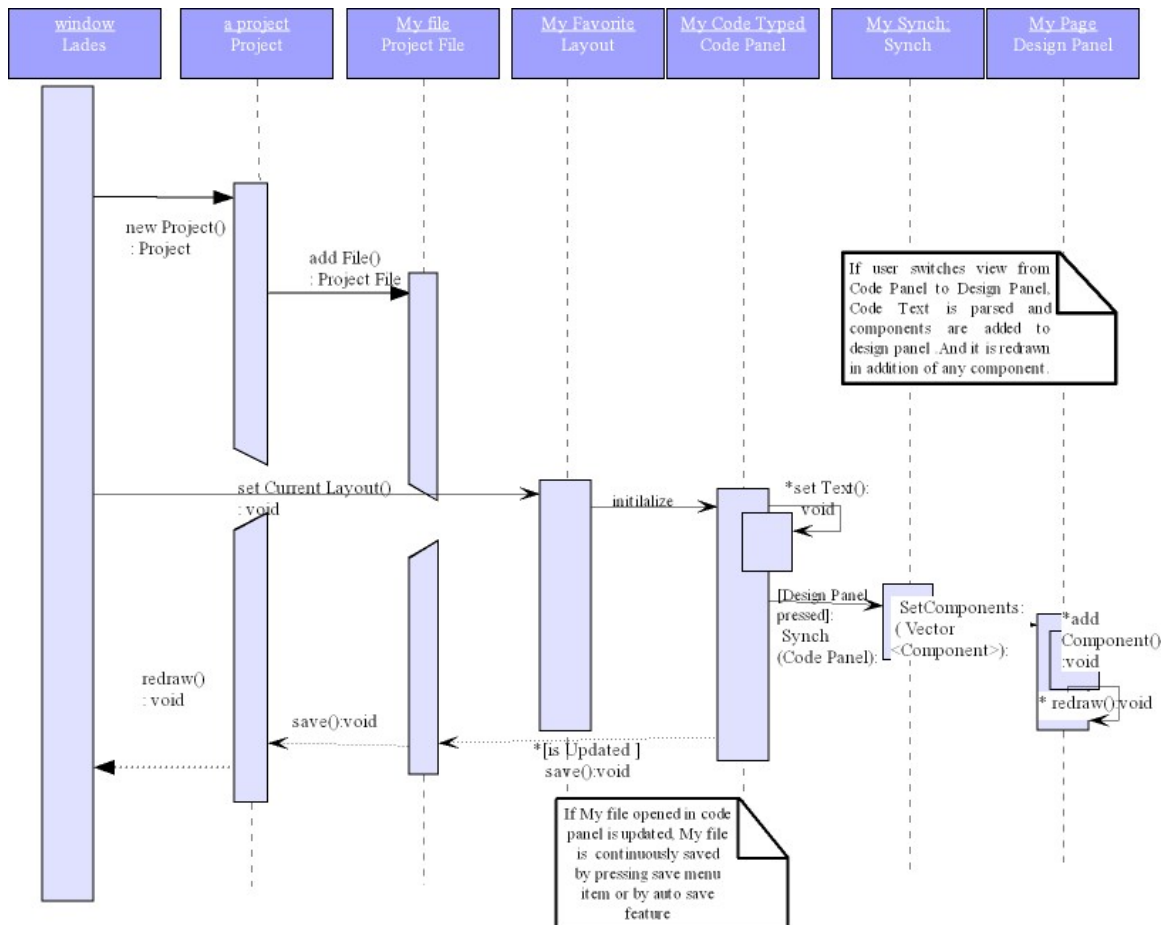 window
Lades
a project
Project
My file
Project File
My Favorite
Layout
My Code Typed
Code Panel
My Synch:
Synch
My Page
Design Panel
new Project()
: Project
add File()
: Project File
If user switches view from
Code Panel to Design Panel,
Code Text is parsed and
components are added to
design panel .And it is redrawn
in addition of any component.
set Current Layout()
: void
initilalize
*set Text():
void
[Design Panel
pressed]:
Synch
(Code Panel):
SetComponents:
( Vector
<Component>):
*add
Component()
:void
* redraw():void
redraw()
: void
save():void
*[is Updated ]
save():void
If My file opened in code
panel is updated, My file
is continuously saved
by pressing save menu
item or by auto save
feature